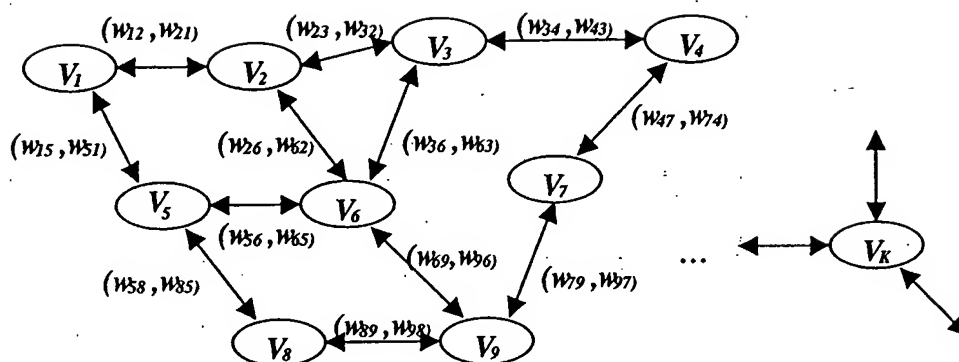 (w12, w21)
(w23, w32)
(w34, w43)
V1
V2
V3
V4
(w15, w51)
(w26, w62)
(w36, w63)
(w47, w74)
V5
V6
V7
(w56, w65)
(w58, w85)
(w69, w96)
(w79, w97)
...
VK
V8
(w89, w98)
V9